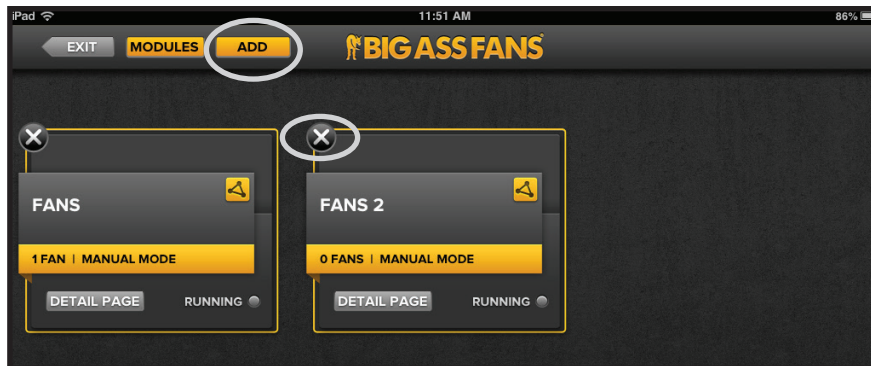 iPad 11:51 AM 86%
EXIT MODULES ADD BIG ASS FANS
FANS FANS 2
1 FAN | MANUAL MODE 0 FANS | MANUAL MODE
DETAIL PAGE RUNNING DETAIL PAGE RUNNING